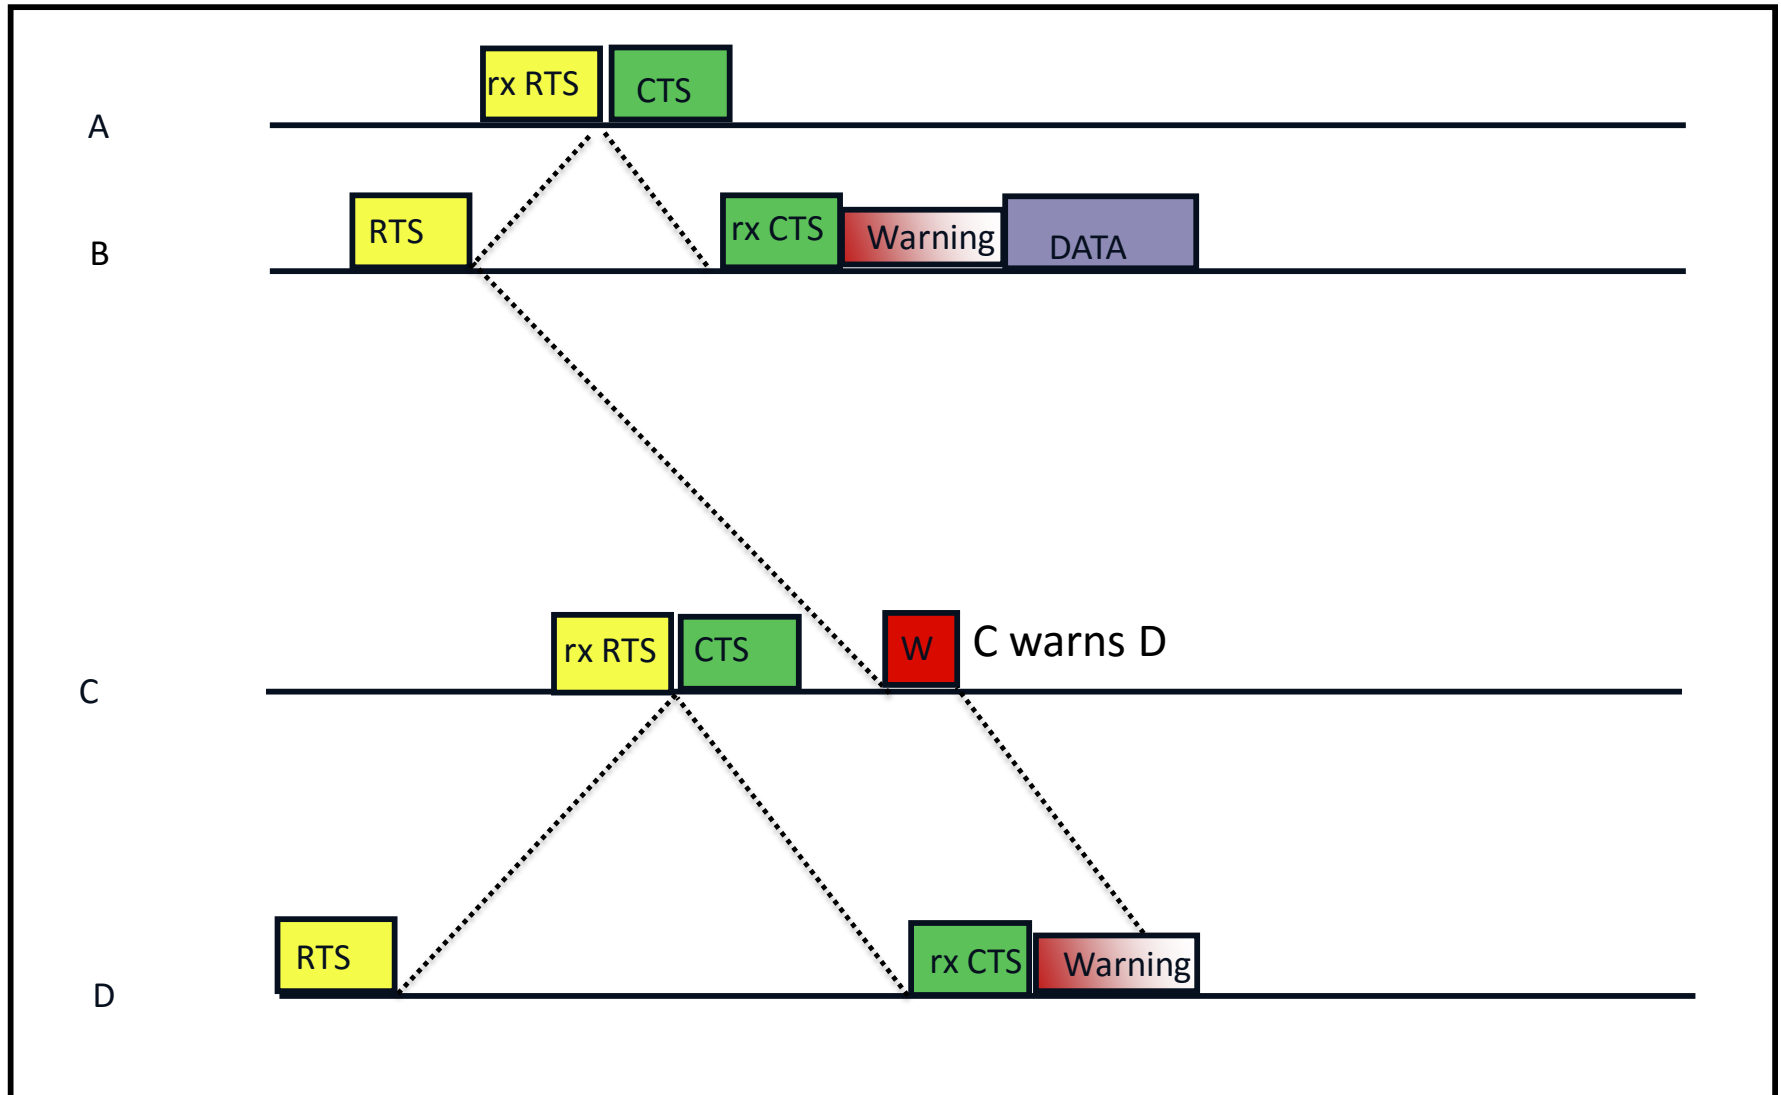 rx RTS
CTS
A
RTS
rx CTS
Warning
DATA
B
rx RTS
CTS
W
C warns D
C
RTS
rx CTS
Warning
D